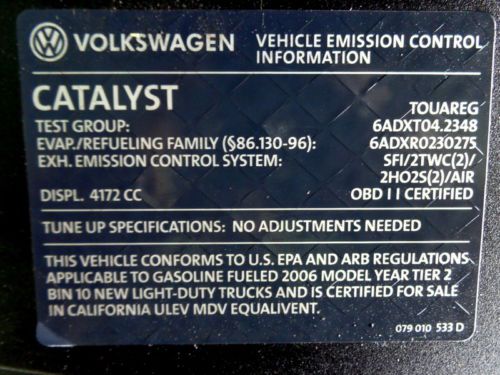 VOLKSWAGEN VEHICLE EMISSION CONTROL
INFORMATION
CATALYST TOUAREG
TEST GROUP: 6ADXT04.2348
EVAP./REFUELING FAMILY (§86.130-96): 6ADXR0230275
EXH. EMISSION CONTROL SYSTEM: SFI/2TWC(2)/
2HO2S(2)/AIR
DISPL. 4172 CC OBD II CERTIFIED
TUNE UP SPECIFICATIONS: NO ADJUSTMENTS NEEDED
THIS VEHICLE CONFORMS TO U.S. EPA AND ARB REGULATIONS
APPLICABLE TO GASOLINE FUELED 2006 MODEL YEAR TIER 2
BIN 10 NEW LIGHT-DUTY TRUCKS AND IS CERTIFIED FOR SALE
IN CALIFORNIA ULEV MDV EQUALIVENT.
079 010 533 D